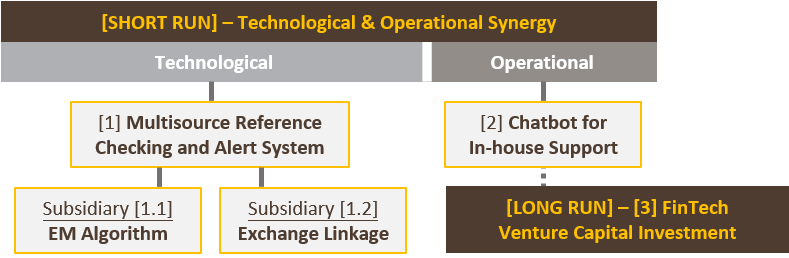 [SHORT RUN] – Technological & Operational Synergy
Technological
Operational
[1] Multisource Reference
Checking and Alert System
[2] Chatbot for
In-house Support
Subsidiary [1.1]
EM Algorithm
Subsidiary [1.2]
Exchange Linkage
[LONG RUN] – [3] FinTech
Venture Capital Investment